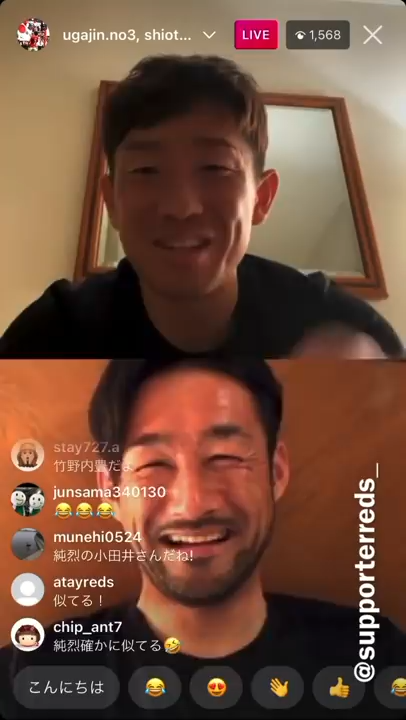 ugajin.no3, shiot...
LIVE
1,568
stay727.a
竹野内豊だよ
junsama340130
😂😂😂
munehi0524
純烈の小田井さんだね!
atayreds
似てる！
chip_ant7
純烈確かに似てる🤣
@supporterreds_
こんにちは